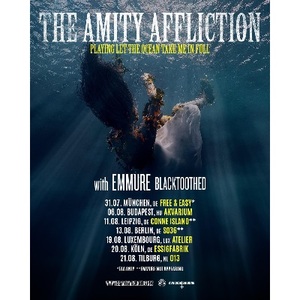 THE AMITY AFFLICTION
PLAYING LET THE OCEAN TAKE ME IN FULL
with EMMURE BLACKTOOTHED
31.07. MÜNCHEN, DE FREE & EASY*
06.08. BUDAPEST, HU AKVARIUM
11.08. LEIPZIG, DE CONNE ISLAND**
13.08. BERLIN, DE SO36**
19.08. LUXEMBOURG, LUX ATELIER
20.08. KÖLN, DE ESSIGFABRIK
21.08. TILBURG, NL 013